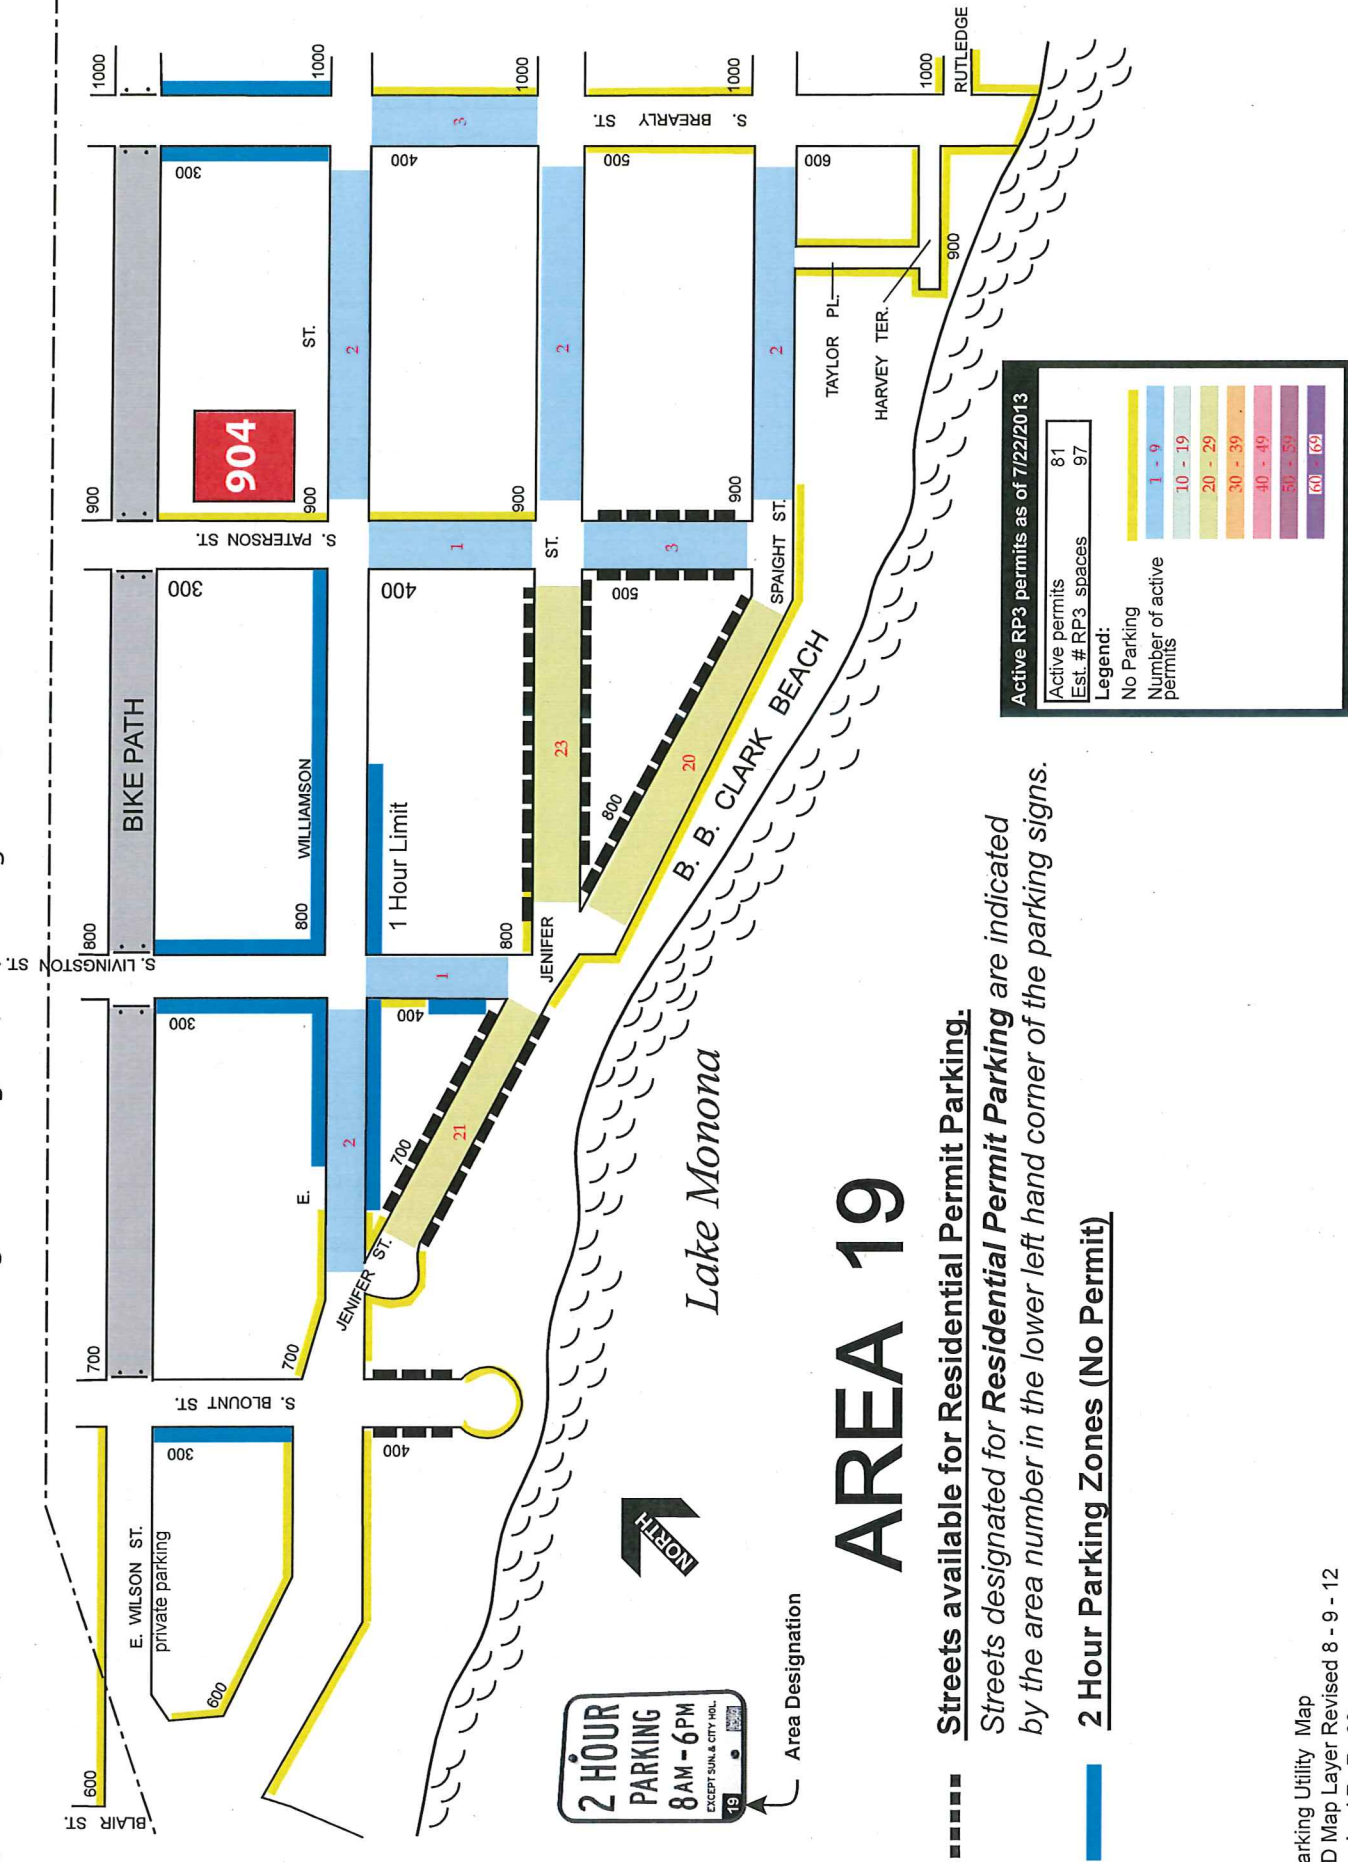 1000
1000
1000
1000
1000
RUTLEDGE
S. BREARLY ST.
3
300
400
500
600
900
2
2
2
ST.
904
TAYLOR PL.
HARVEY TER.
900
900
900
900
S. PATERSON ST.
1
ST.
3
SPAIGHT ST.
300
400
500
BIKE PATH
WILLIAMSON
800
1 Hour Limit
23
800
20
B. B. CLARK BEACH
800
800
JENIFER
S. LIVINGSTON ST.
1
300
400
E.
2
700
21
JENIFER ST.
Lake Monona
700
700
S. BLOUNT ST.
300
400
E. WILSON ST.
private parking
600
600
BLAIR ST.
NORTH
2 HOUR
PARKING
8 AM - 6 PM
EXCEPT SUN. & CITY HOL.
19
Area Designation
AREA 19
Streets available for Residential Permit Parking.
Streets designated for Residential Permit Parking are indicated
by the area number in the lower left hand corner of the parking signs.
2 Hour Parking Zones (No Permit)
Active RP3 permits as of 7/22/2013
Active permits 81
Est. # RP3 spaces 97
Legend:
No Parking
Number of active
permits
1 - 9
10 - 19
20 - 29
30 - 39
40 - 49
50 - 59
60 - 69
arking Utility Map
D Map Layer Revised 8 - 9 - 12